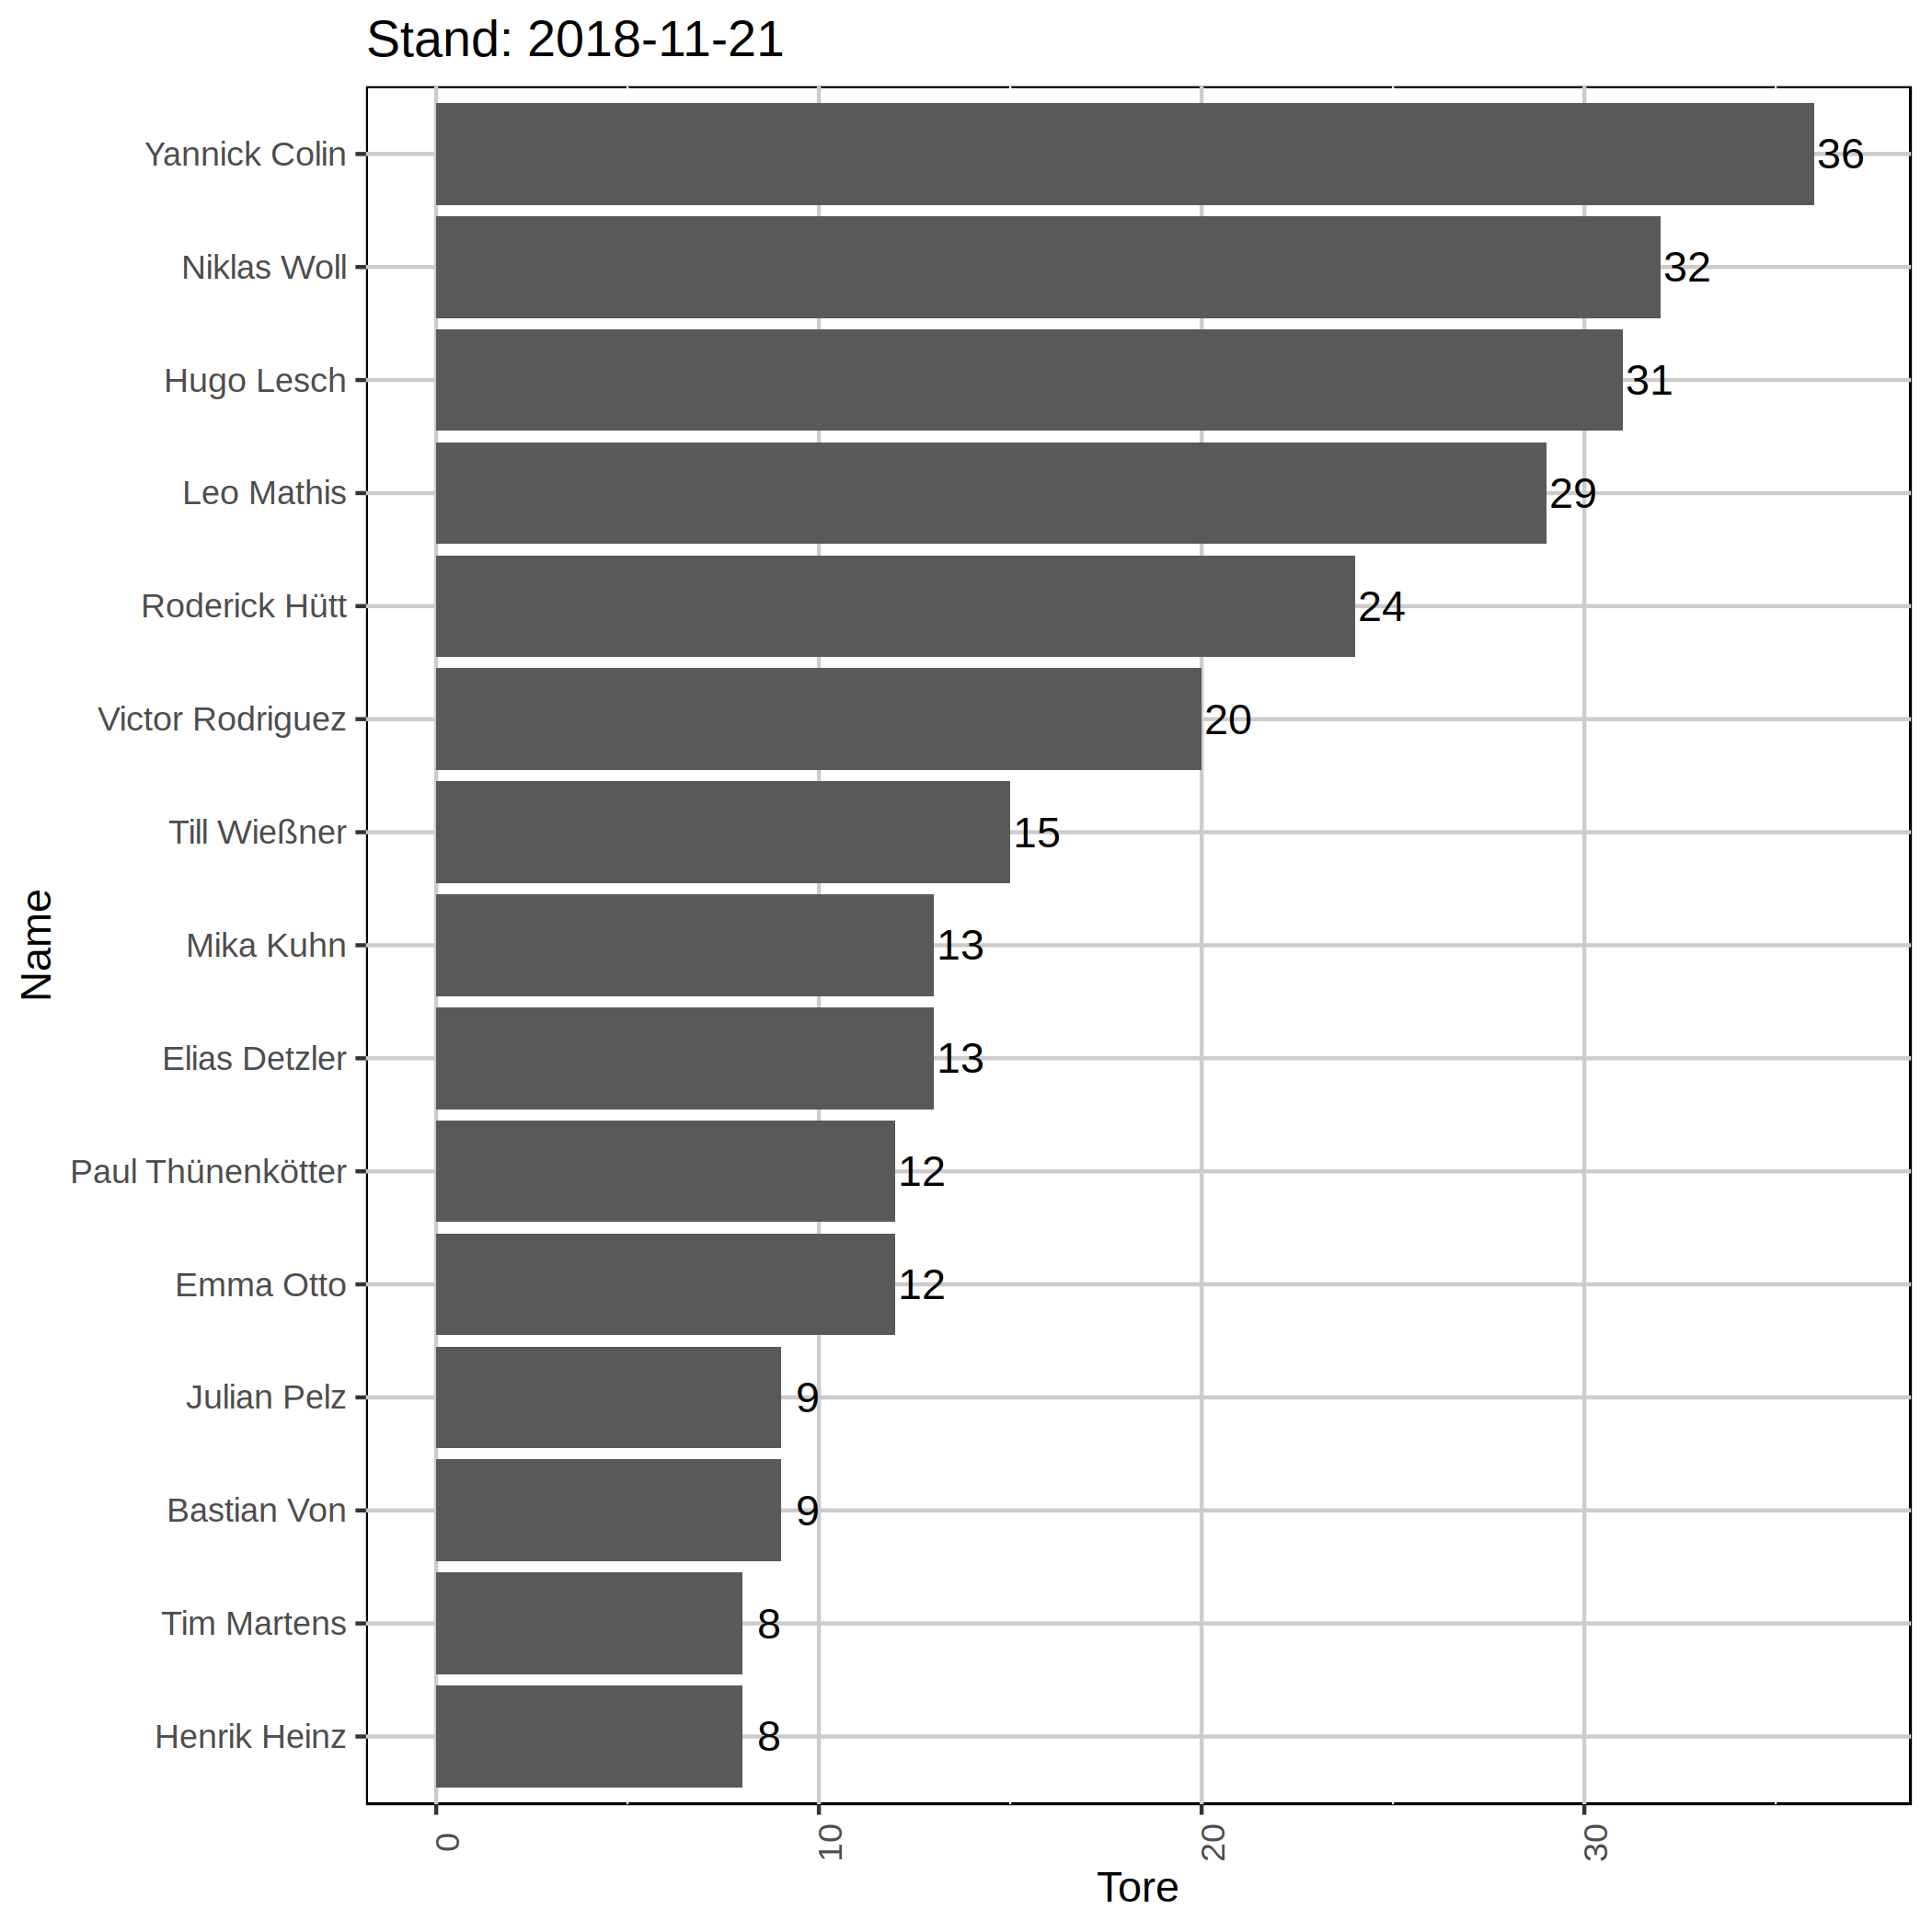 Stand: 2018-11-21
Yannick Colin 36
Niklas Woll 32
Hugo Lesch 31
Leo Mathis 29
Roderick Hütt 24
Victor Rodriguez 20
Till Wießner 15
Mika Kuhn 13
Elias Detzler 13
Paul Thünenkötter 12
Emma Otto 12
Julian Pelz 9
Bastian Von 9
Tim Martens 8
Henrik Heinz 8
Name
0 10 20 30
Tore